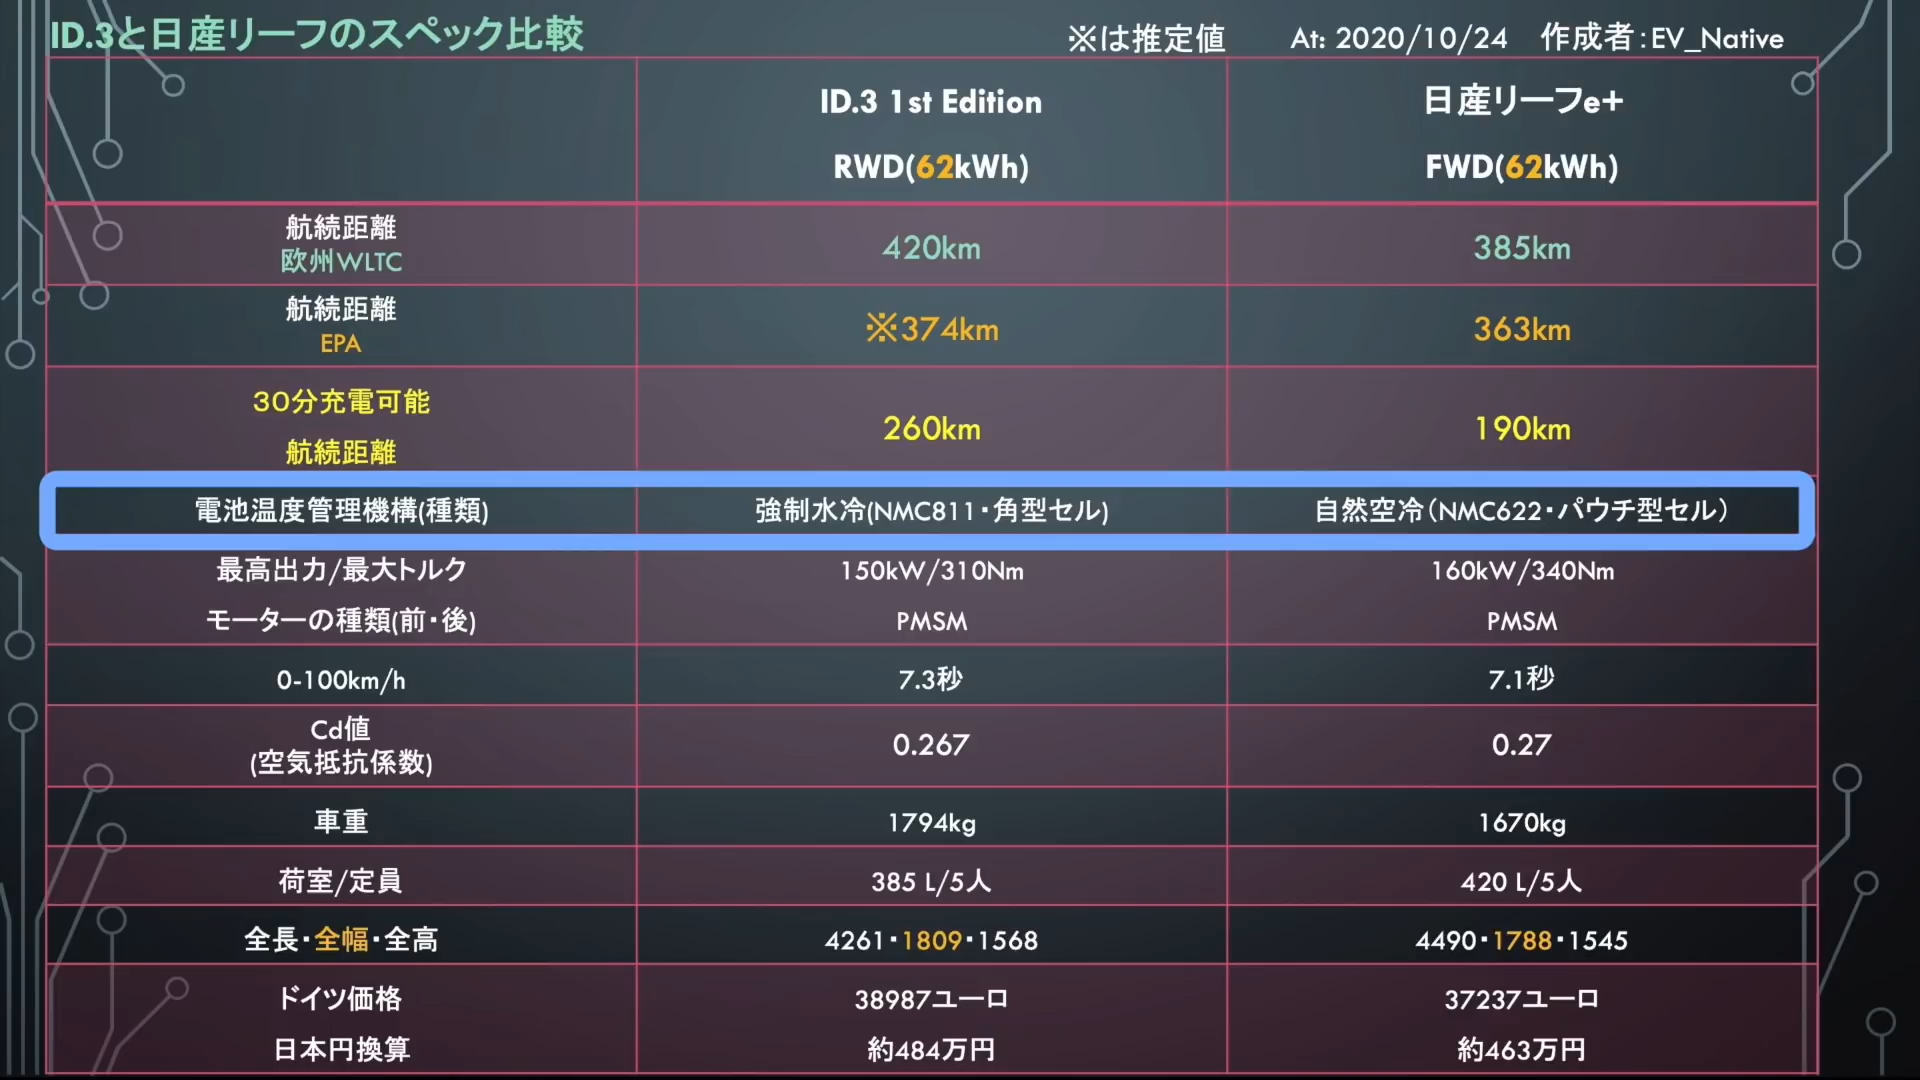 ID.3と日産リーフのスペック比較
※は推定値 At: 2020/10/24 作成者:EV_Native
ID.3 1st Edition
RWD(62kWh)
日産リーフe+
FWD(62kWh)
航続距離
欧州WLTC
420km
385km
航続距離
EPA
※374km
363km
30分充電可能
航続距離
260km
190km
電池温度管理機構(種類)
強制水冷(NMC811・角型セル)
自然空冷(NMC622・パウチ型セル)
最高出力/最大トルク
モーターの種類(前・後)
150kW/310Nm
PMSM
160kW/340Nm
PMSM
0-100km/h
7.3秒
7.1秒
Cd値
(空気抵抗係数)
0.267
0.27
車重
1794kg
1670kg
荷室/定員
385 L/5人
420 L/5人
全長・全幅・全高
4261・1809・1568
4490・1788・1545
ドイツ価格
日本円換算
38987ユーロ
約484万円
37237ユーロ
約463万円